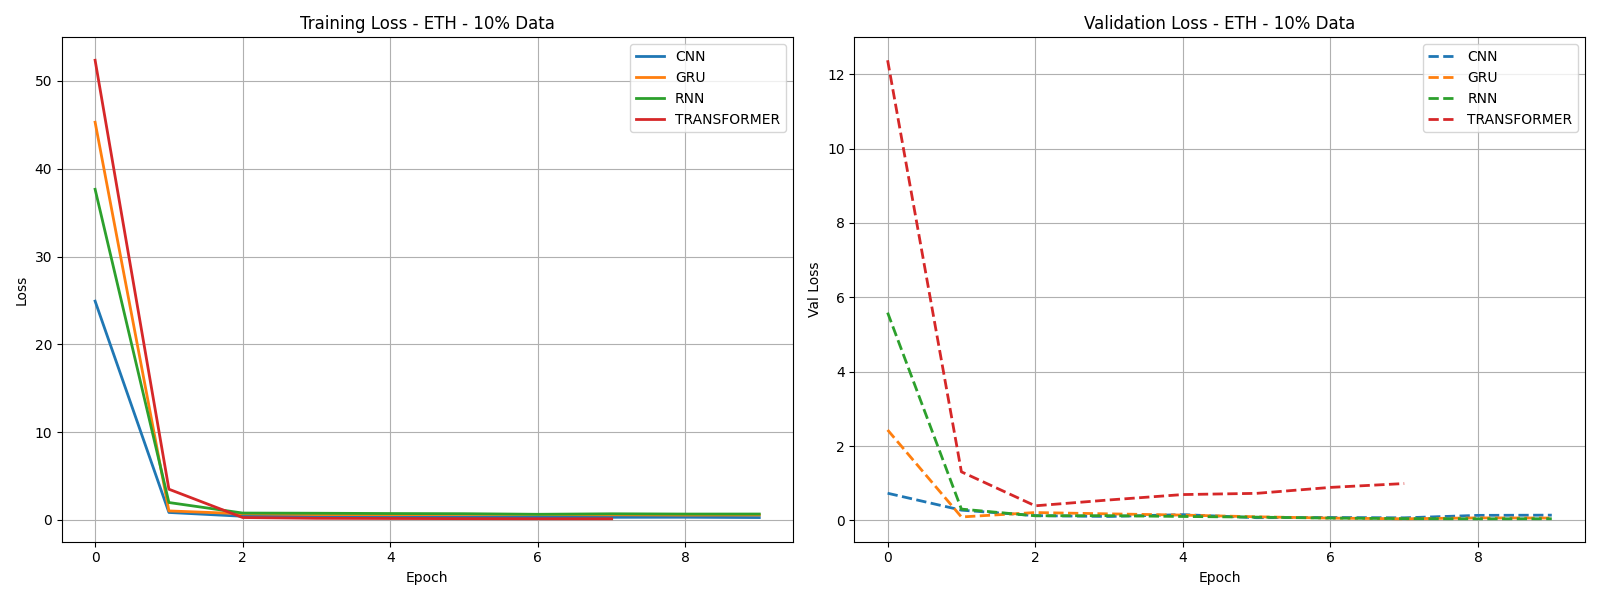 Training Loss - ETH - 10% Data
Loss
50
40
30
20
10
0
0 2 4 6 8
Epoch
CNN
GRU
RNN
TRANSFORMER
Validation Loss - ETH - 10% Data
Val Loss
12
10
8
6
4
2
0
0 2 4 6 8
Epoch
CNN
GRU
RNN
TRANSFORMER